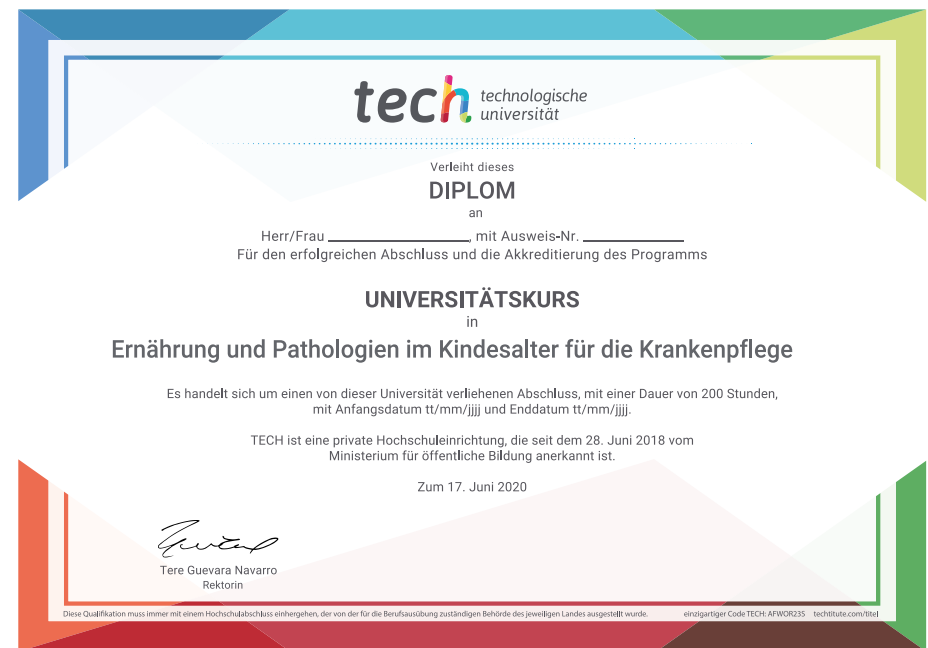 tech technologische
universität
Verleiht dieses
DIPLOM
an
Herr/Frau ____________________, mit Ausweis-Nr. ______________
Für den erfolgreichen Abschluss und die Akkreditierung des Programms
UNIVERSITÄTSKURS
in
Ernährung und Pathologien im Kindesalter für die Krankenpflege
Es handelt sich um einen von dieser Universität verliehenen Abschluss, mit einer Dauer von 200 Stunden,
mit Anfangsdatum tt/mm/jjjj und Enddatum tt/mm/jjjj.
TECH ist eine private Hochschuleinrichtung, die seit dem 28. Juni 2018 vom
Ministerium für öffentliche Bildung anerkannt ist.
Zum 17. Juni 2020
Tere Guevara Navarro
Rektorin
Diese Qualifikation muss immer mit einem Hochschulabschluss einhergehen, der von der für die Berufsausübung zuständigen Behörde des jeweiligen Landes ausgestellt wurde. einzigartiger Code TECH: AFWOR23S techtitute.com/titel